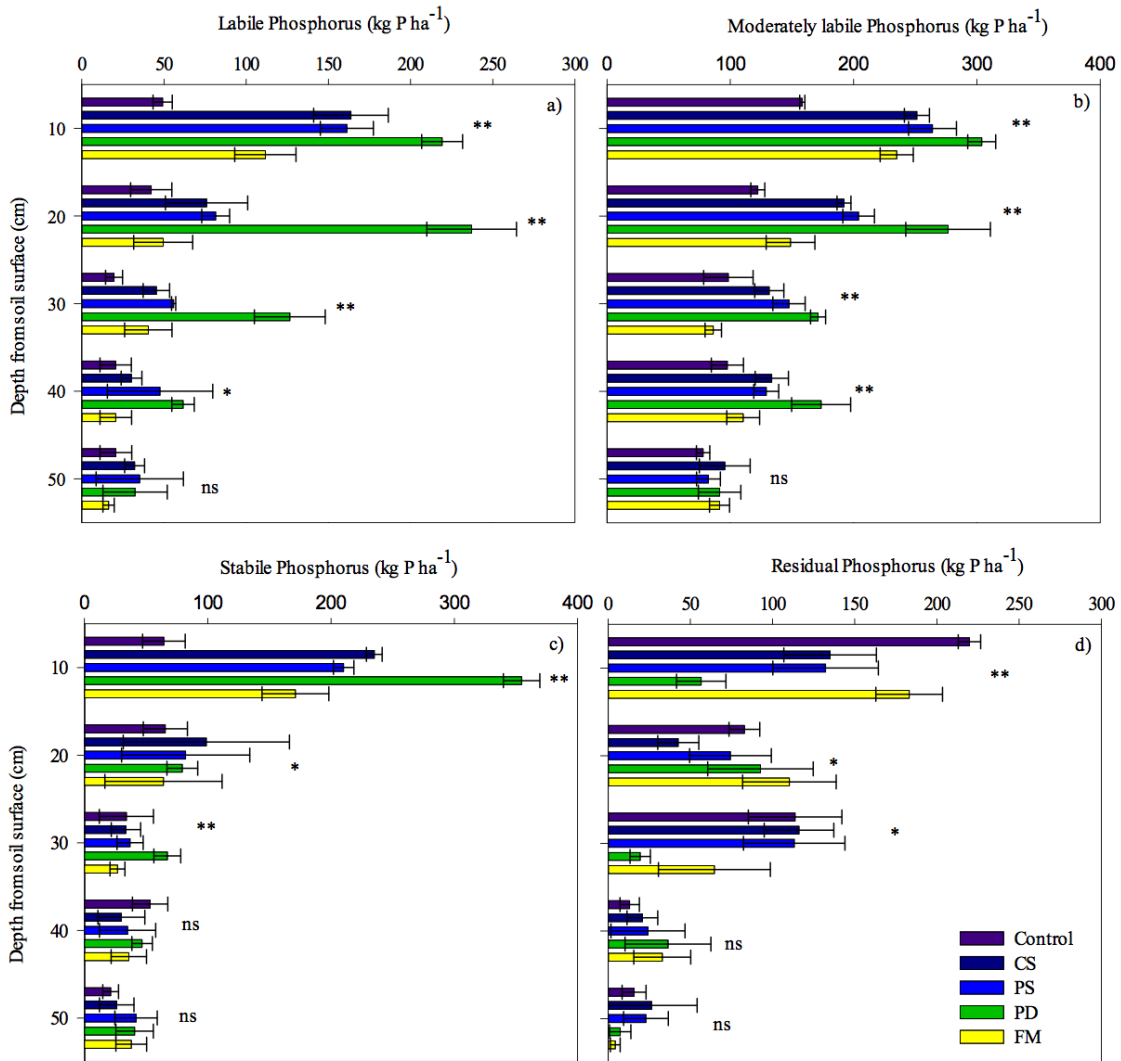 Labile Phosphorus (kg P ha-1)
0 50 100 150 200 250 300
a)
Depth from soil surface (cm)
10 **
20 **
30 **
40 *
50 ns
Moderately labile Phosphorus (kg P ha-1)
0 100 200 300 400
b)
**
**
**
**
ns
Stabile Phosphorus (kg P ha-1)
0 100 200 300 400
c)
Depth from soil surface (cm)
10 **
20 *
30 **
40 ns
50 ns
Residual Phosphorus (kg P ha-1)
0 50 100 150 200 250 300
d)
**
*
*
ns
ns
Control
CS
PS
PD
FM